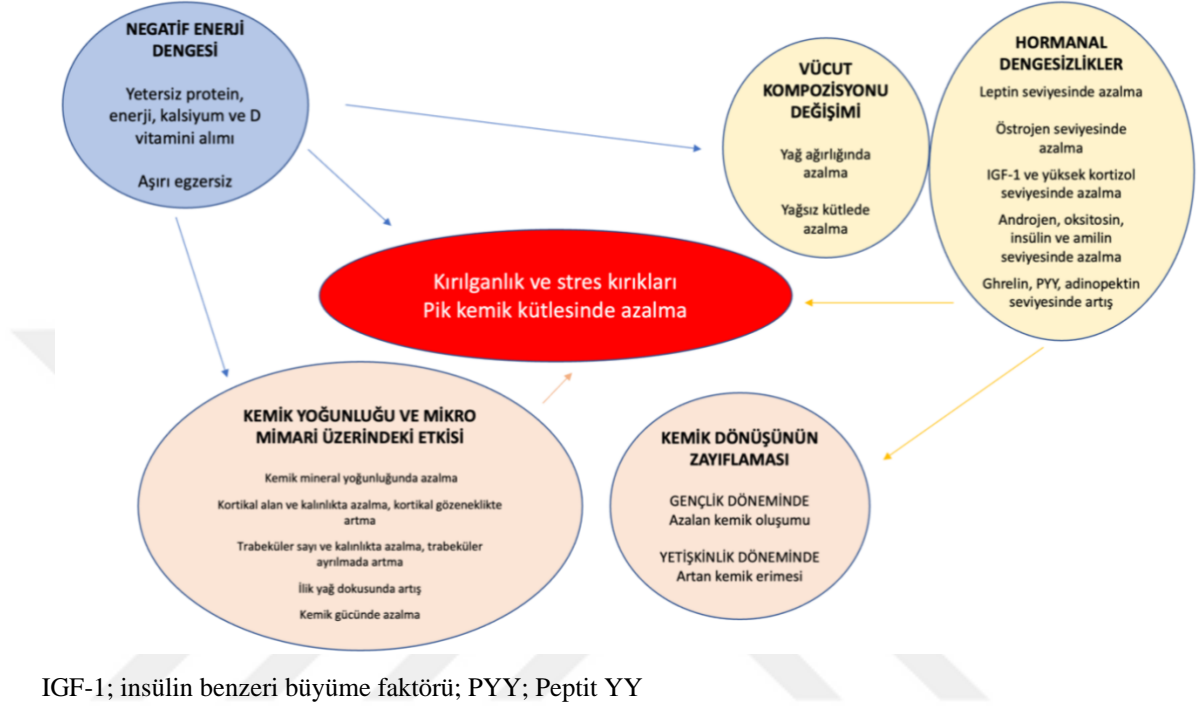 NEGATİF ENERJİ
DENGESİ
Yetersiz protein,
enerji, kalsiyum ve D
vitamini alımı
Aşırı egzersiz
VÜCUT
KOMPOZİSYONU
DEĞİŞİMİ
Yağ ağırlığında
azalma
Yağsız kütlede
azalma
HORMANAL
DENGESİZLİKLER
Leptin seviyesinde azalma
Östrojen seviyesinde
azalma
IGF-1 ve yüksek kortizol
seviyesinde azalma
Androjen, oksitosin,
insülin ve amilin
seviyesinde azalma
Ghrelin, PYY, adinopektin
seviyesinde artış
Kırılganlık ve stres kırıkları
Pik kemik kütlesinde azalma
KEMİK YOĞUNLUĞU VE MİKRO
MİMARİ ÜZERİNDEKİ ETKİSİ
Kemik mineral yoğunluğunda azalma
Kortikal alan ve kalınlıkta azalma, kortikal gözeneklikte
artma
Trabeküler sayı ve kalınlıkta azalma, trabeküler
ayrılmada artma
İlik yağ dokusunda artış
Kemik gücünde azalma
KEMİK DÖNÜŞÜNÜN
ZAYIFLAMASI
GENÇLİK DÖNEMİNDE
Azalan kemik oluşumu
YETİŞKİNLİK DÖNEMİNDE
Artan kemik erimesi
IGF-1; insülin benzeri büyüme faktörü; PYY; Peptit YY